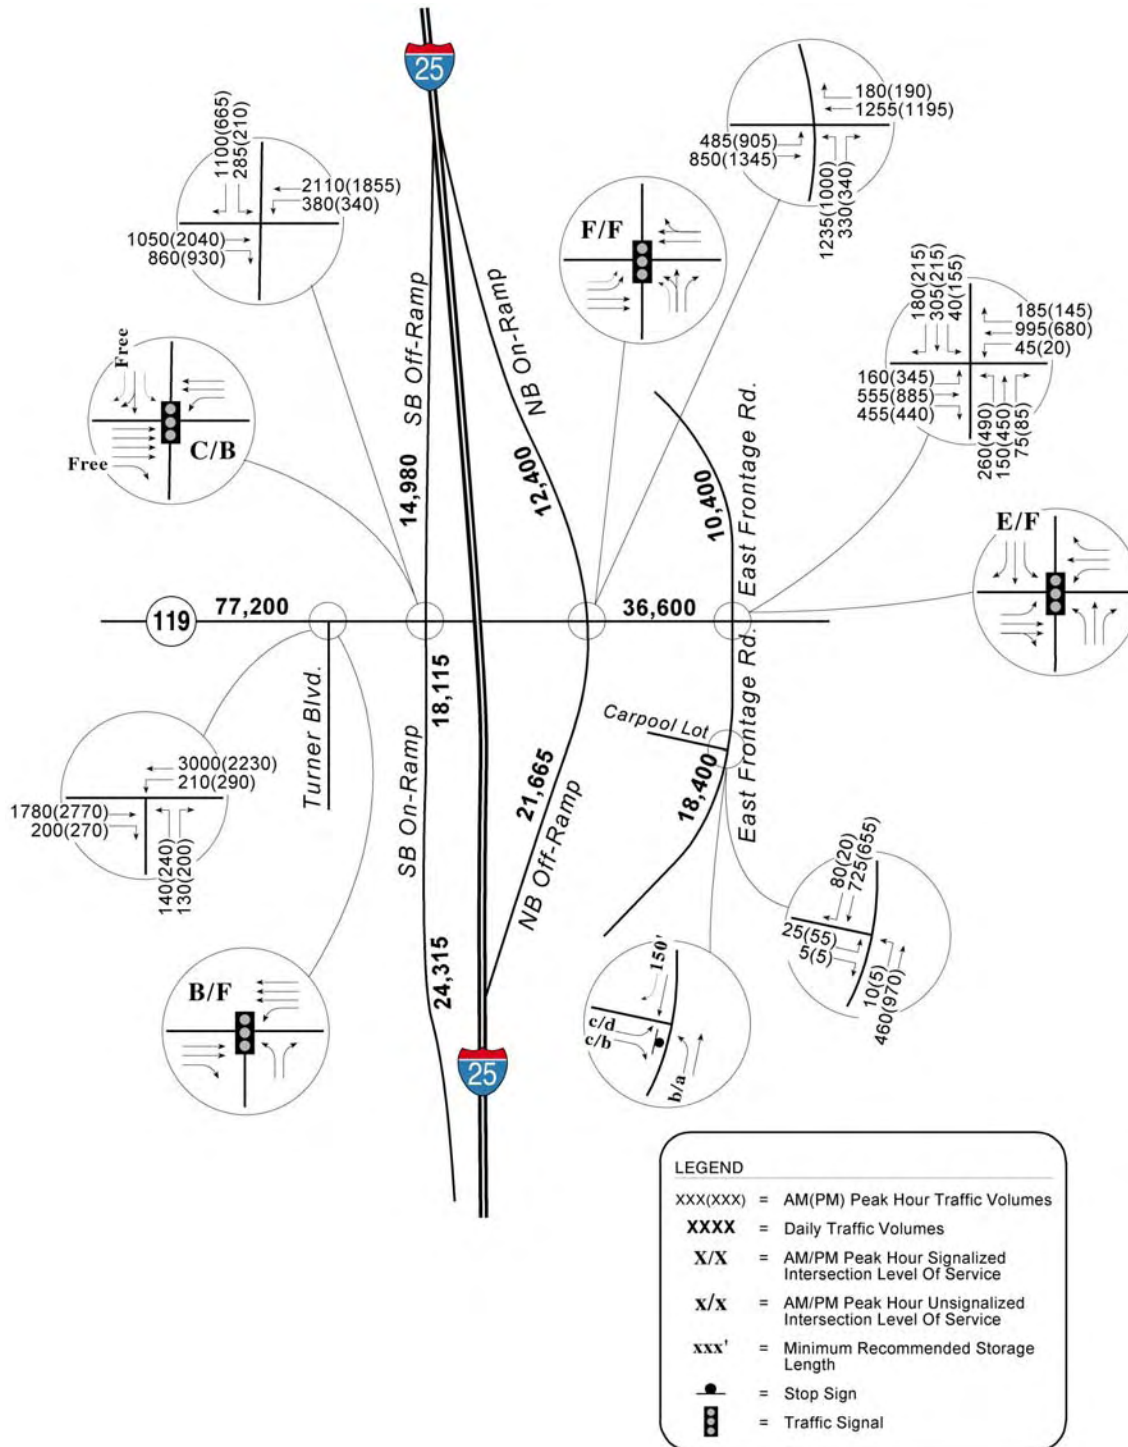 25
1100(665)
285(210)
2110(1855)
380(340)
1050(2040)
860(930)
180(190)
1255(1195)
485(905)
850(1345)
1235(1000)
330(340)
F/F
180(215)
305(215)
40(155)
185(145)
995(680)
45(20)
160(345)
555(885)
455(440)
260(490)
150(450)
75(85)
Free
Free
C/B
SB Off-Ramp
14,980
NB On-Ramp
12,400
10,400
East Frontage Rd.
E/F
119
77,200
36,600
Turner Blvd.
18,115
SB On-Ramp
24,315
21,665
NB Off-Ramp
Carpool Lot
18,400
East Frontage Rd.
3000(2230)
210(290)
1780(2770)
200(270)
140(240)
130(200)
B/F
25
150'
c/d
c/b
b/a
80(20)
725(655)
25(55)
5(5)
10(5)
460(970)
LEGEND
XXX(XXX) = AM(PM) Peak Hour Traffic Volumes
XXXX = Daily Traffic Volumes
X/X = AM/PM Peak Hour Signalized
Intersection Level Of Service
x/x = AM/PM Peak Hour Unsignalized
Intersection Level Of Service
xxx' = Minimum Recommended Storage
Length
= Stop Sign
= Traffic Signal